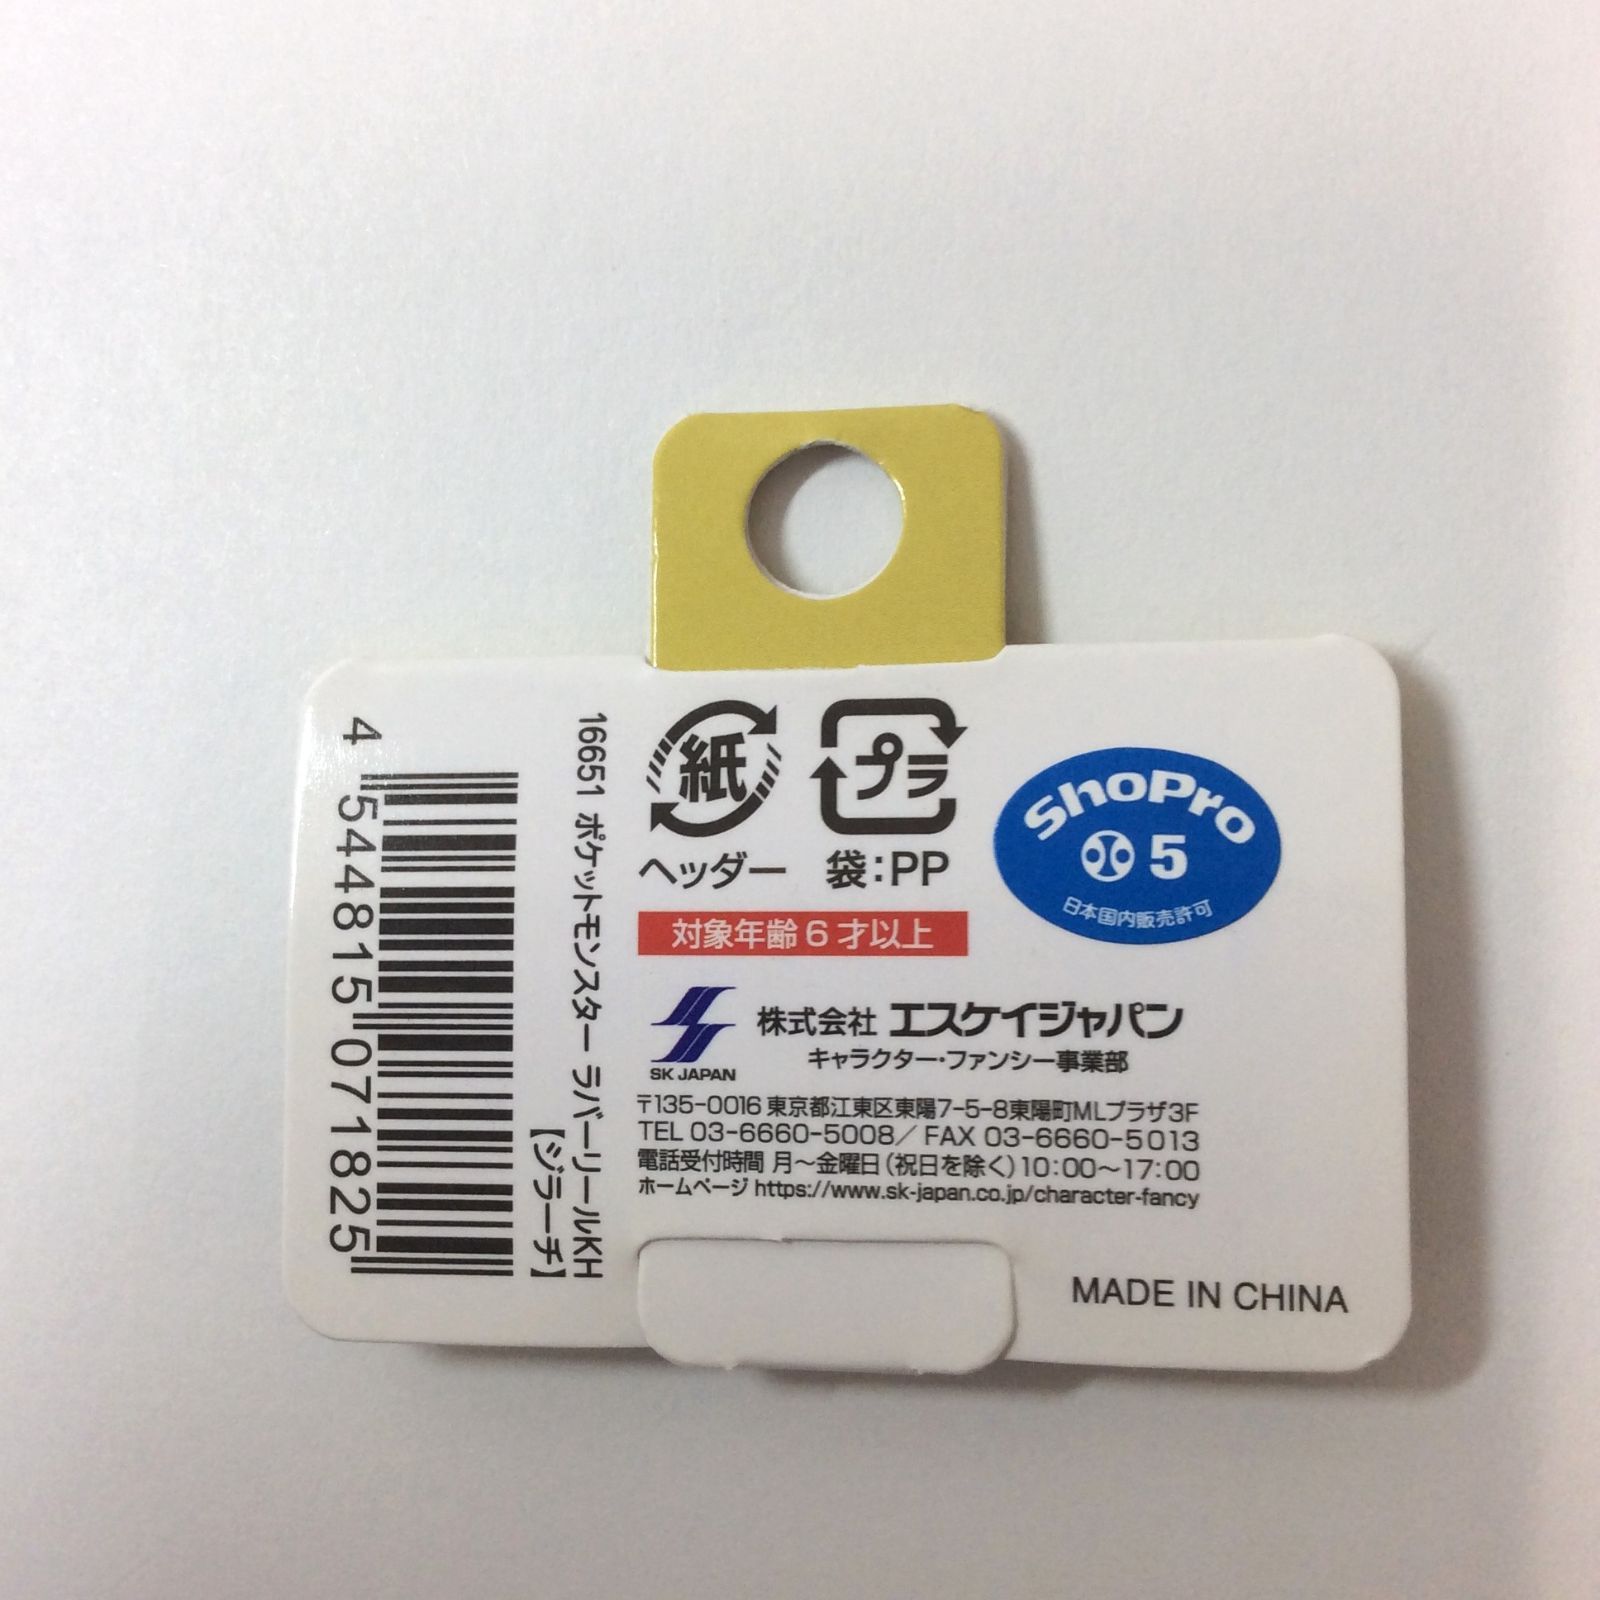 4 544815 071825
16651 ポケットモンスター ラバーリールKH
【ジラーチ】
紙
ヘッダー
プラ
袋：PP
ShoPro
5
日本国内販売許可
対象年齢6才以上
SK JAPAN
株式会社 エスケイジャパン
キャラクター・ファンシー事業部
〒135-0016 東京都江東区東陽7-5-8東陽町MLプラザ3F
TEL 03-6660-5008／FAX 03-6660-5013
電話受付時間 月〜金曜日（祝日を除く）10：00〜17：00
ホームページ https://www.sk-japan.co.jp/character-fancy
MADE IN CHINA